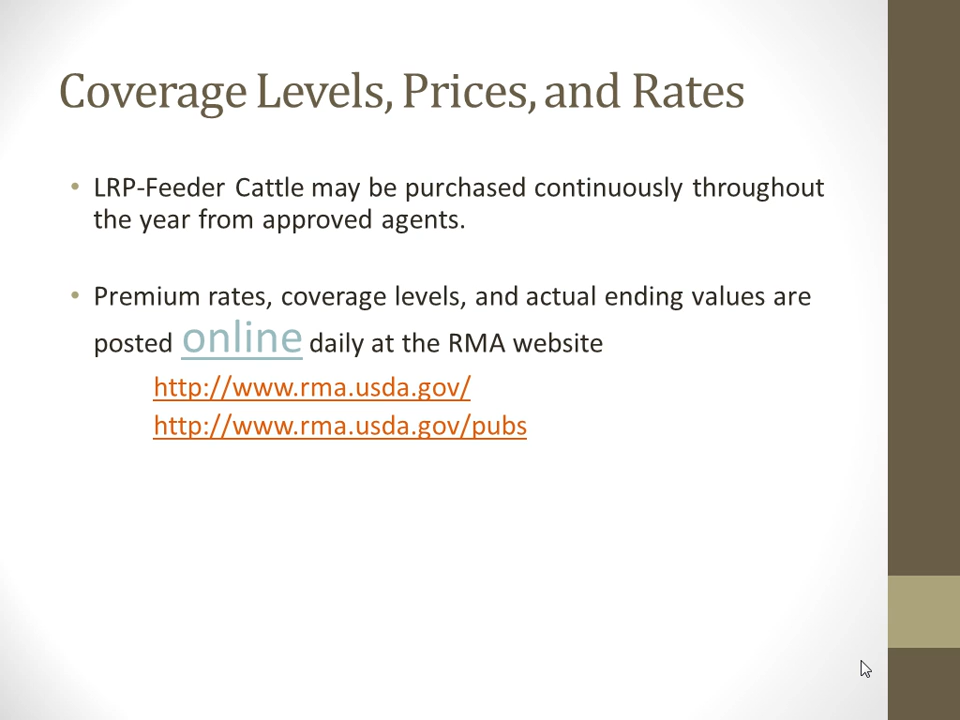 Coverage Levels, Prices, and Rates
• LRP-Feeder Cattle may be purchased continuously throughout
the year from approved agents.
• Premium rates, coverage levels, and actual ending values are
posted online daily at the RMA website
http://www.rma.usda.gov/
http://www.rma.usda.gov/pubs